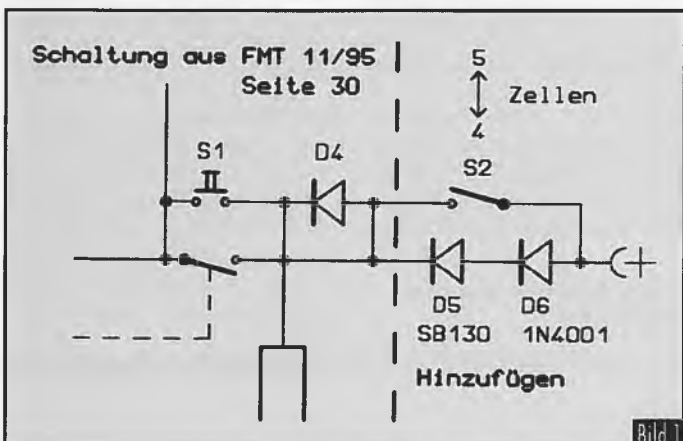 Schaltung aus FMT 11/95
Seite 30
5
Zellen
4
S1
D4
S2
D5
D6
SB130
1N4001
Hinzufügen
Bild 1